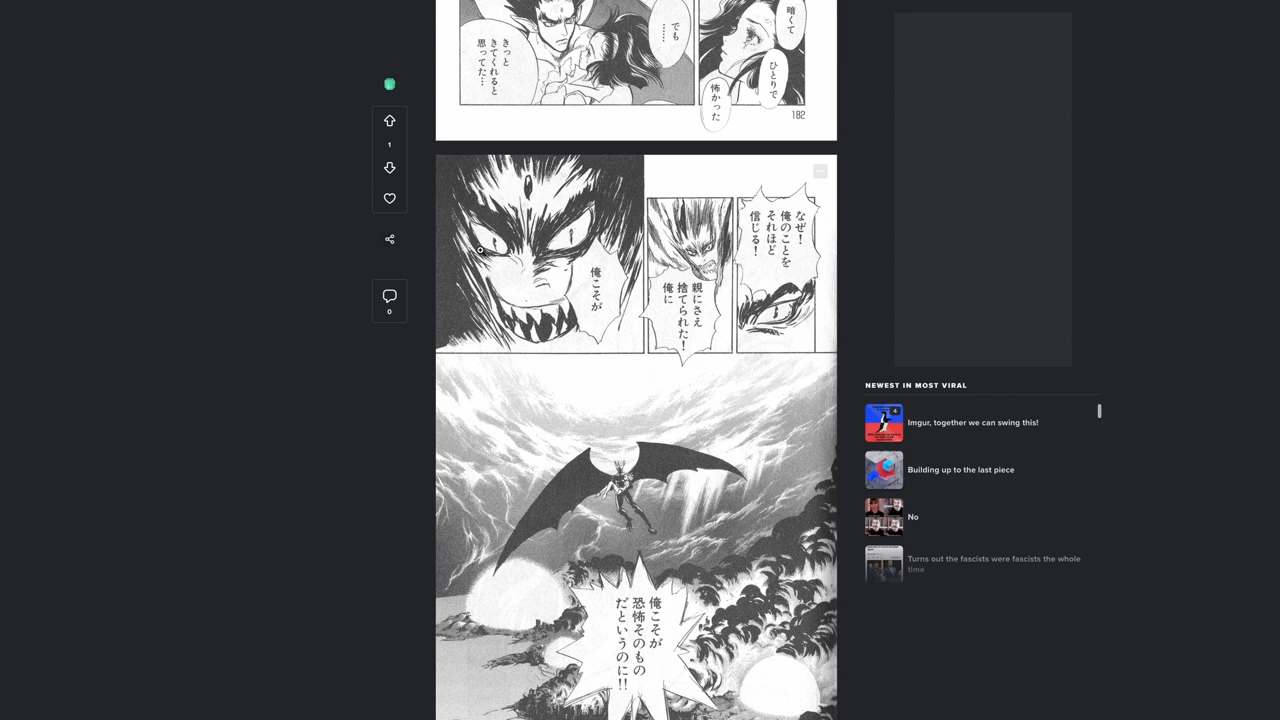 暗くて
ひとりで
怖かった
でも
……
きっと
きてくれると
思ってた…
182
なぜ！
俺のことを
それほど
信じる！
親にさえ
捨てられた！
俺に
俺こそが
俺こそが
恐怖そのもの
だというのに!!
1
0
NEWEST IN MOST VIRAL
4
Imgur, together we can swing this!
Building up to the last piece
No
Turns out the fascists were fascists the whole
time